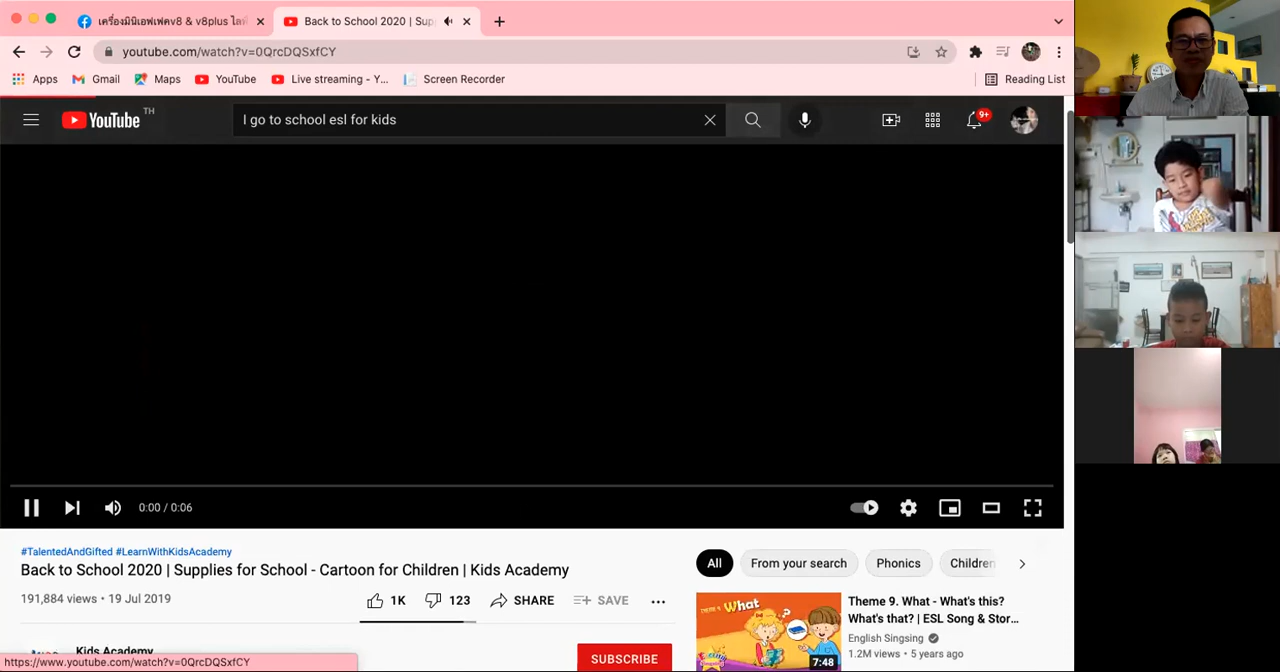 เครื่องมินิเอฟเฟคv8 & v8plus ไลฟ์
Back to School 2020 | Sup
youtube.com/watch?v=0QrcDQSxfCY
Apps Gmail Maps YouTube Live streaming - Y... Screen Recorder Reading List
YouTube TH
I go to school esl for kids
9+
0:00 / 0:06
#TalentedAndGifted #LearnWithKidsAcademy
Back to School 2020 | Supplies for School - Cartoon for Children | Kids Academy
191,884 views • 19 Jul 2019
1K 123 SHARE SAVE
Kids Academy
SUBSCRIBE
https://www.youtube.com/watch?v=0QrcDQSxfCY
All From your search Phonics Children
THEME 9. What
7:48
Theme 9. What - What's this?
What's that? | ESL Song & Stor...
English Singsing
1.2M views • 5 years ago